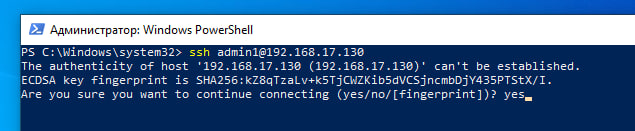 Администратор: Windows PowerShell
PS C:\Windows\system32> ssh admin1@192.168.17.130
The authenticity of host '192.168.17.130 (192.168.17.130)' can't be established.
ECDSA key fingerprint is SHA256:kZ8qTzaLv+k5TjCWZKib5dVCSjncmbDjY435PTStX/I.
Are you sure you want to continue connecting (yes/no/[fingerprint])? yes